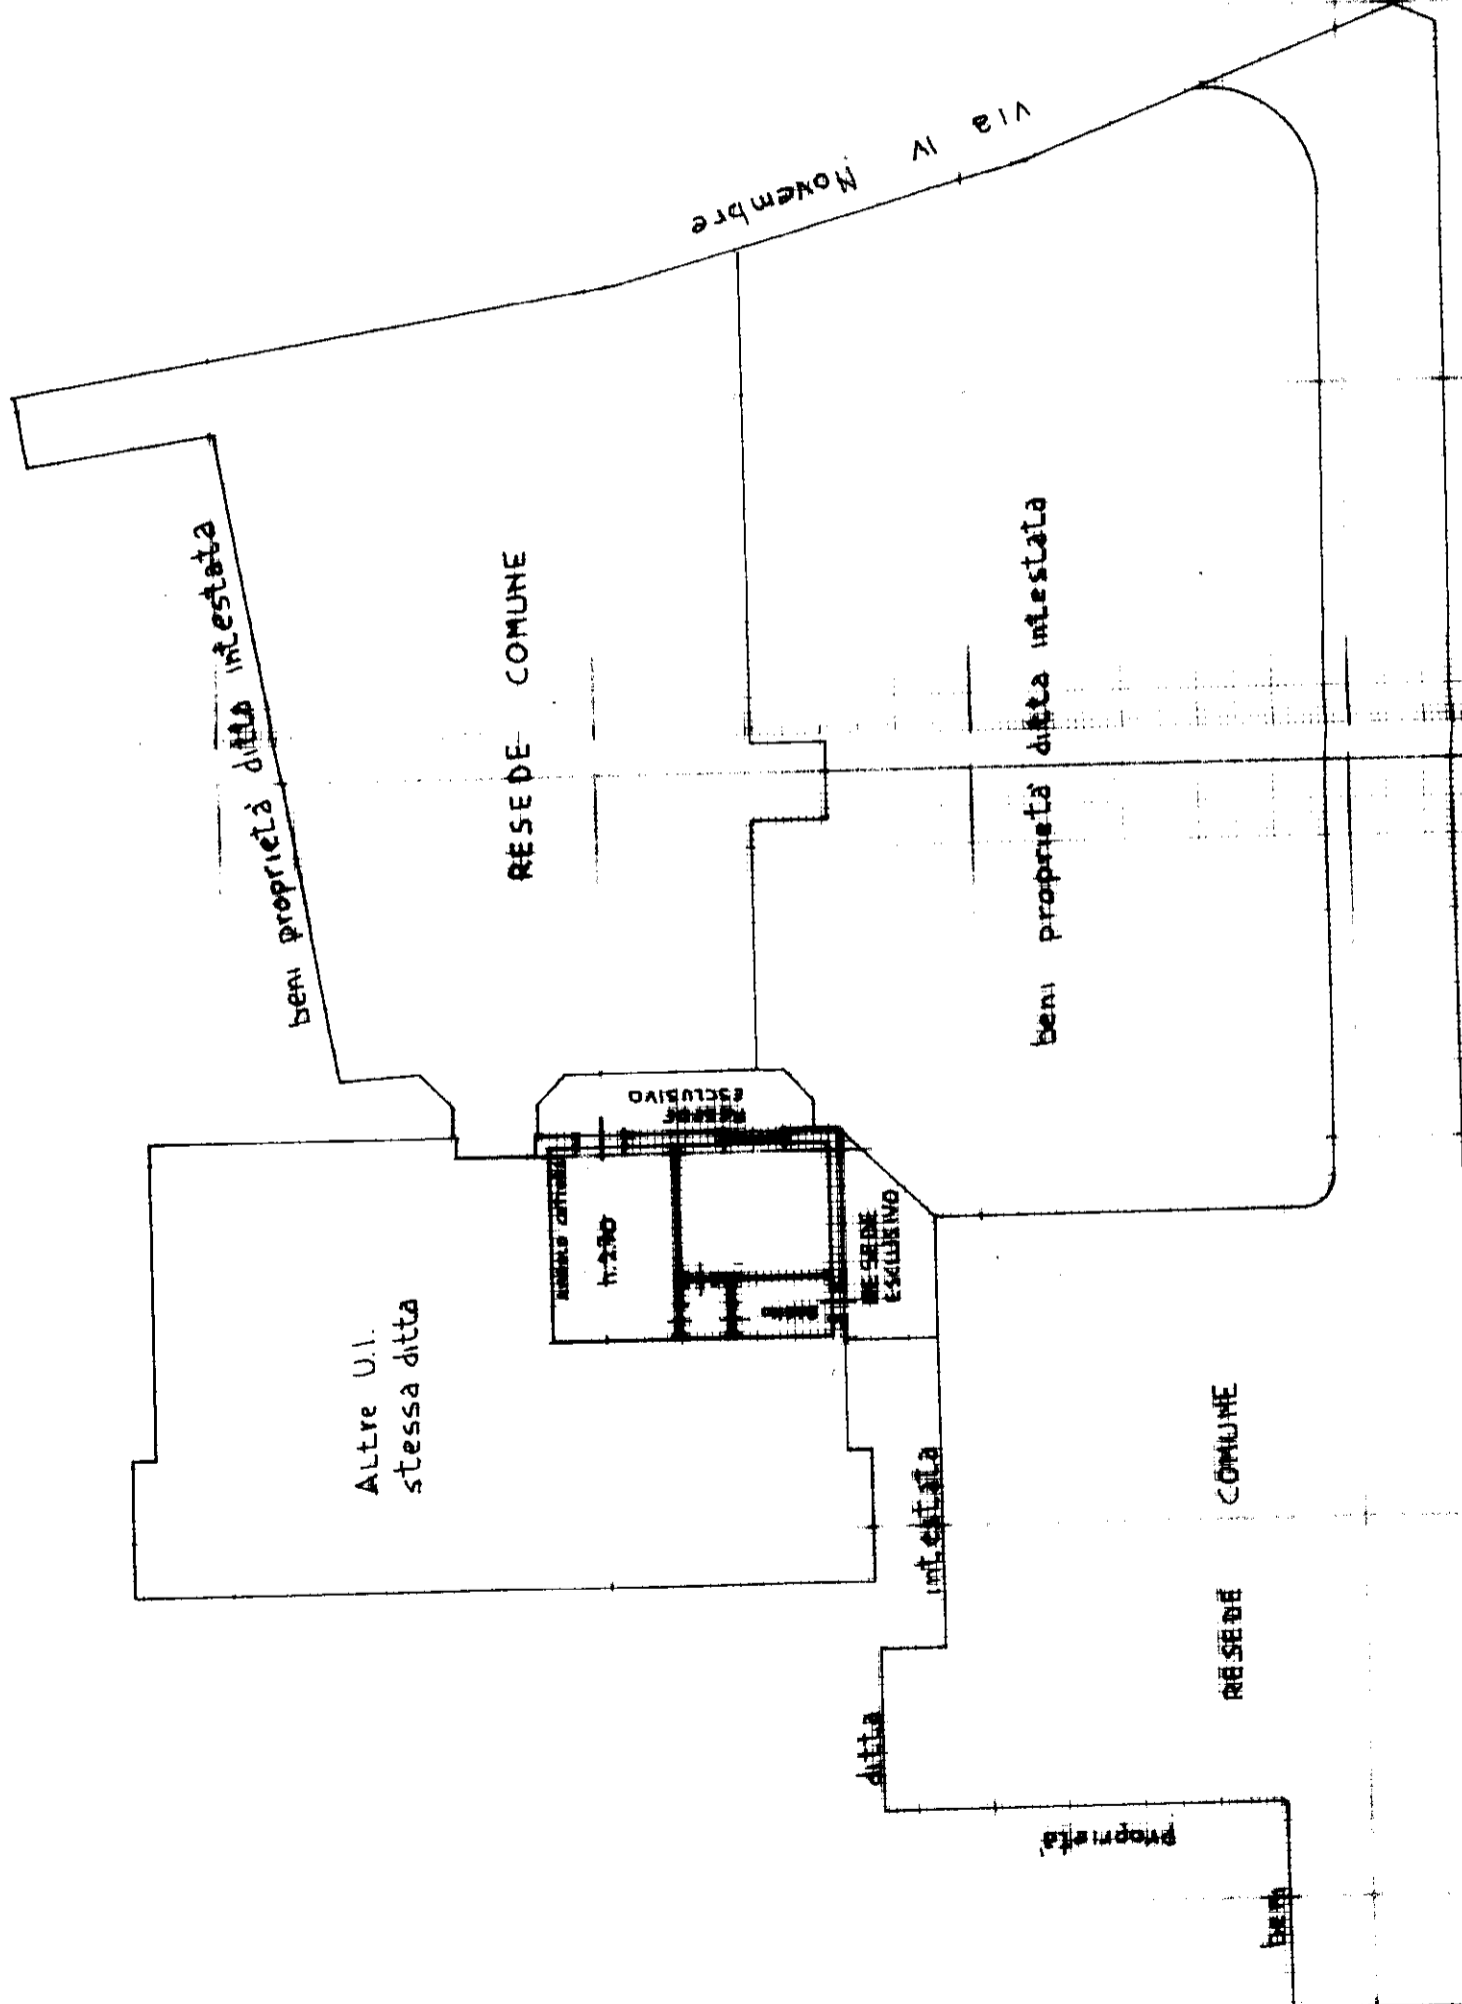 Via IV Novembre
beni proprietà ditta intestata
RESEDE COMUNE
beni proprietà ditta intestata
RESEDE
ESCLUSIVO
h.2.70
RESEDE
ESCLUSIVO
Altre U.I.
stessa ditta
RESEDE COMUNE
beni proprietà ditta intestata